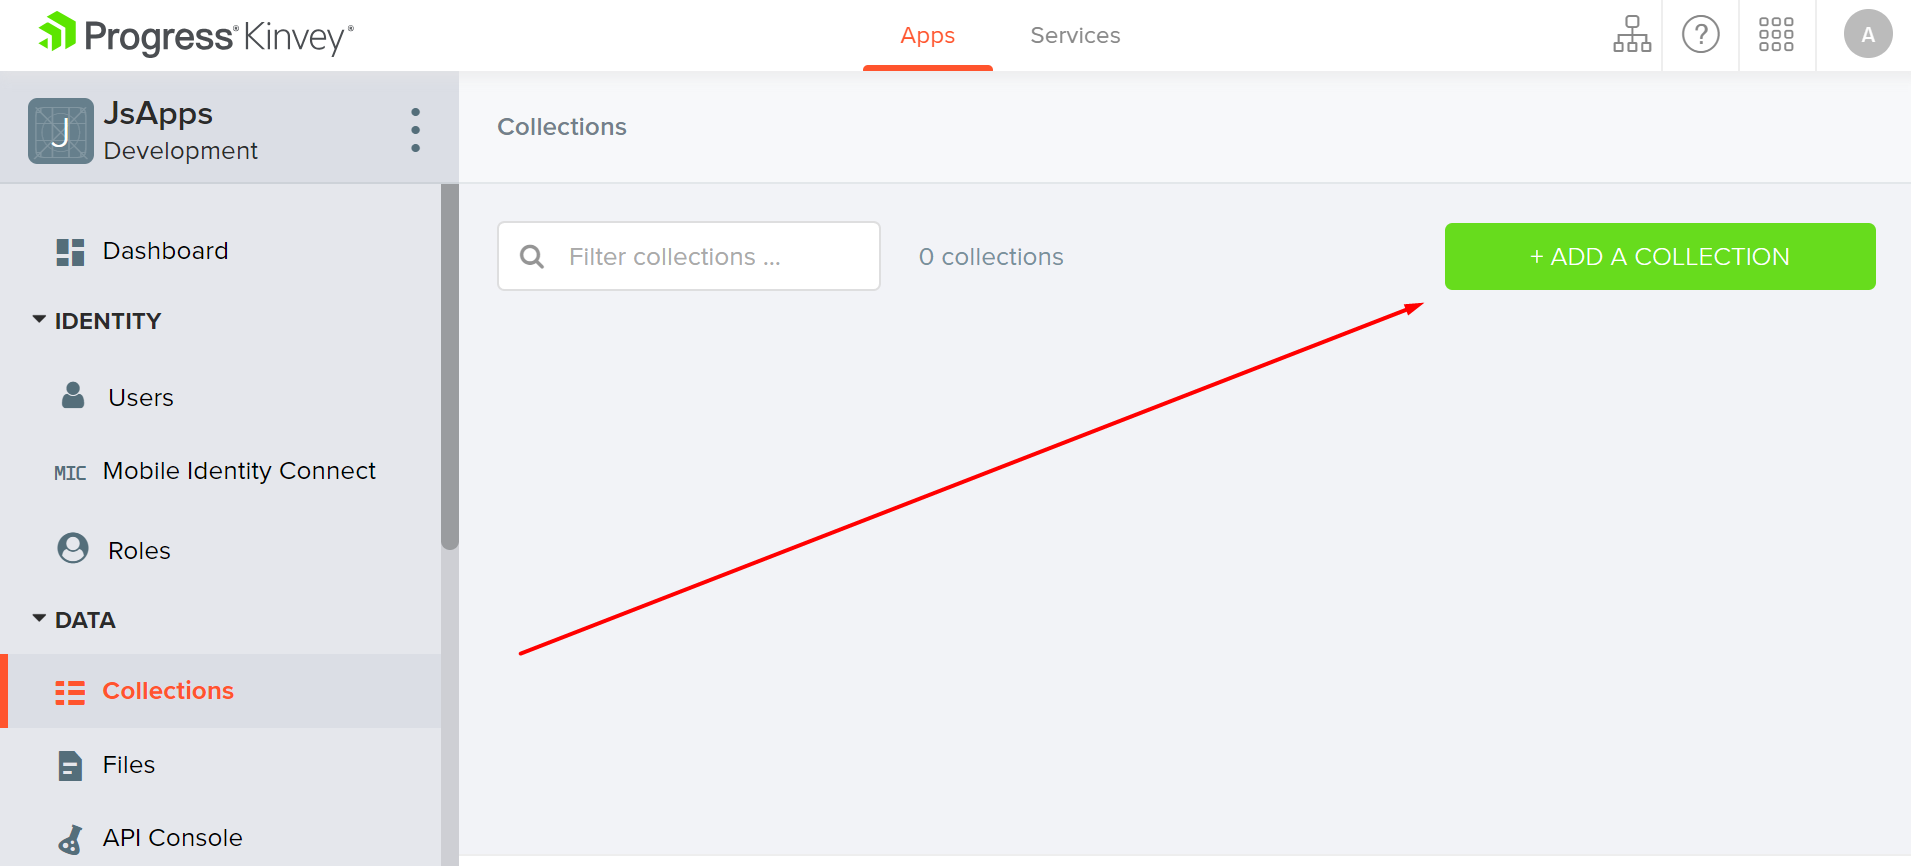 Progress® Kinvey®
Apps
Services
?
A
J
JsApps
Development
Collections
Dashboard
Filter collections ...
0 collections
+ ADD A COLLECTION
IDENTITY
Users
MIC Mobile Identity Connect
Roles
DATA
Collections
Files
API Console